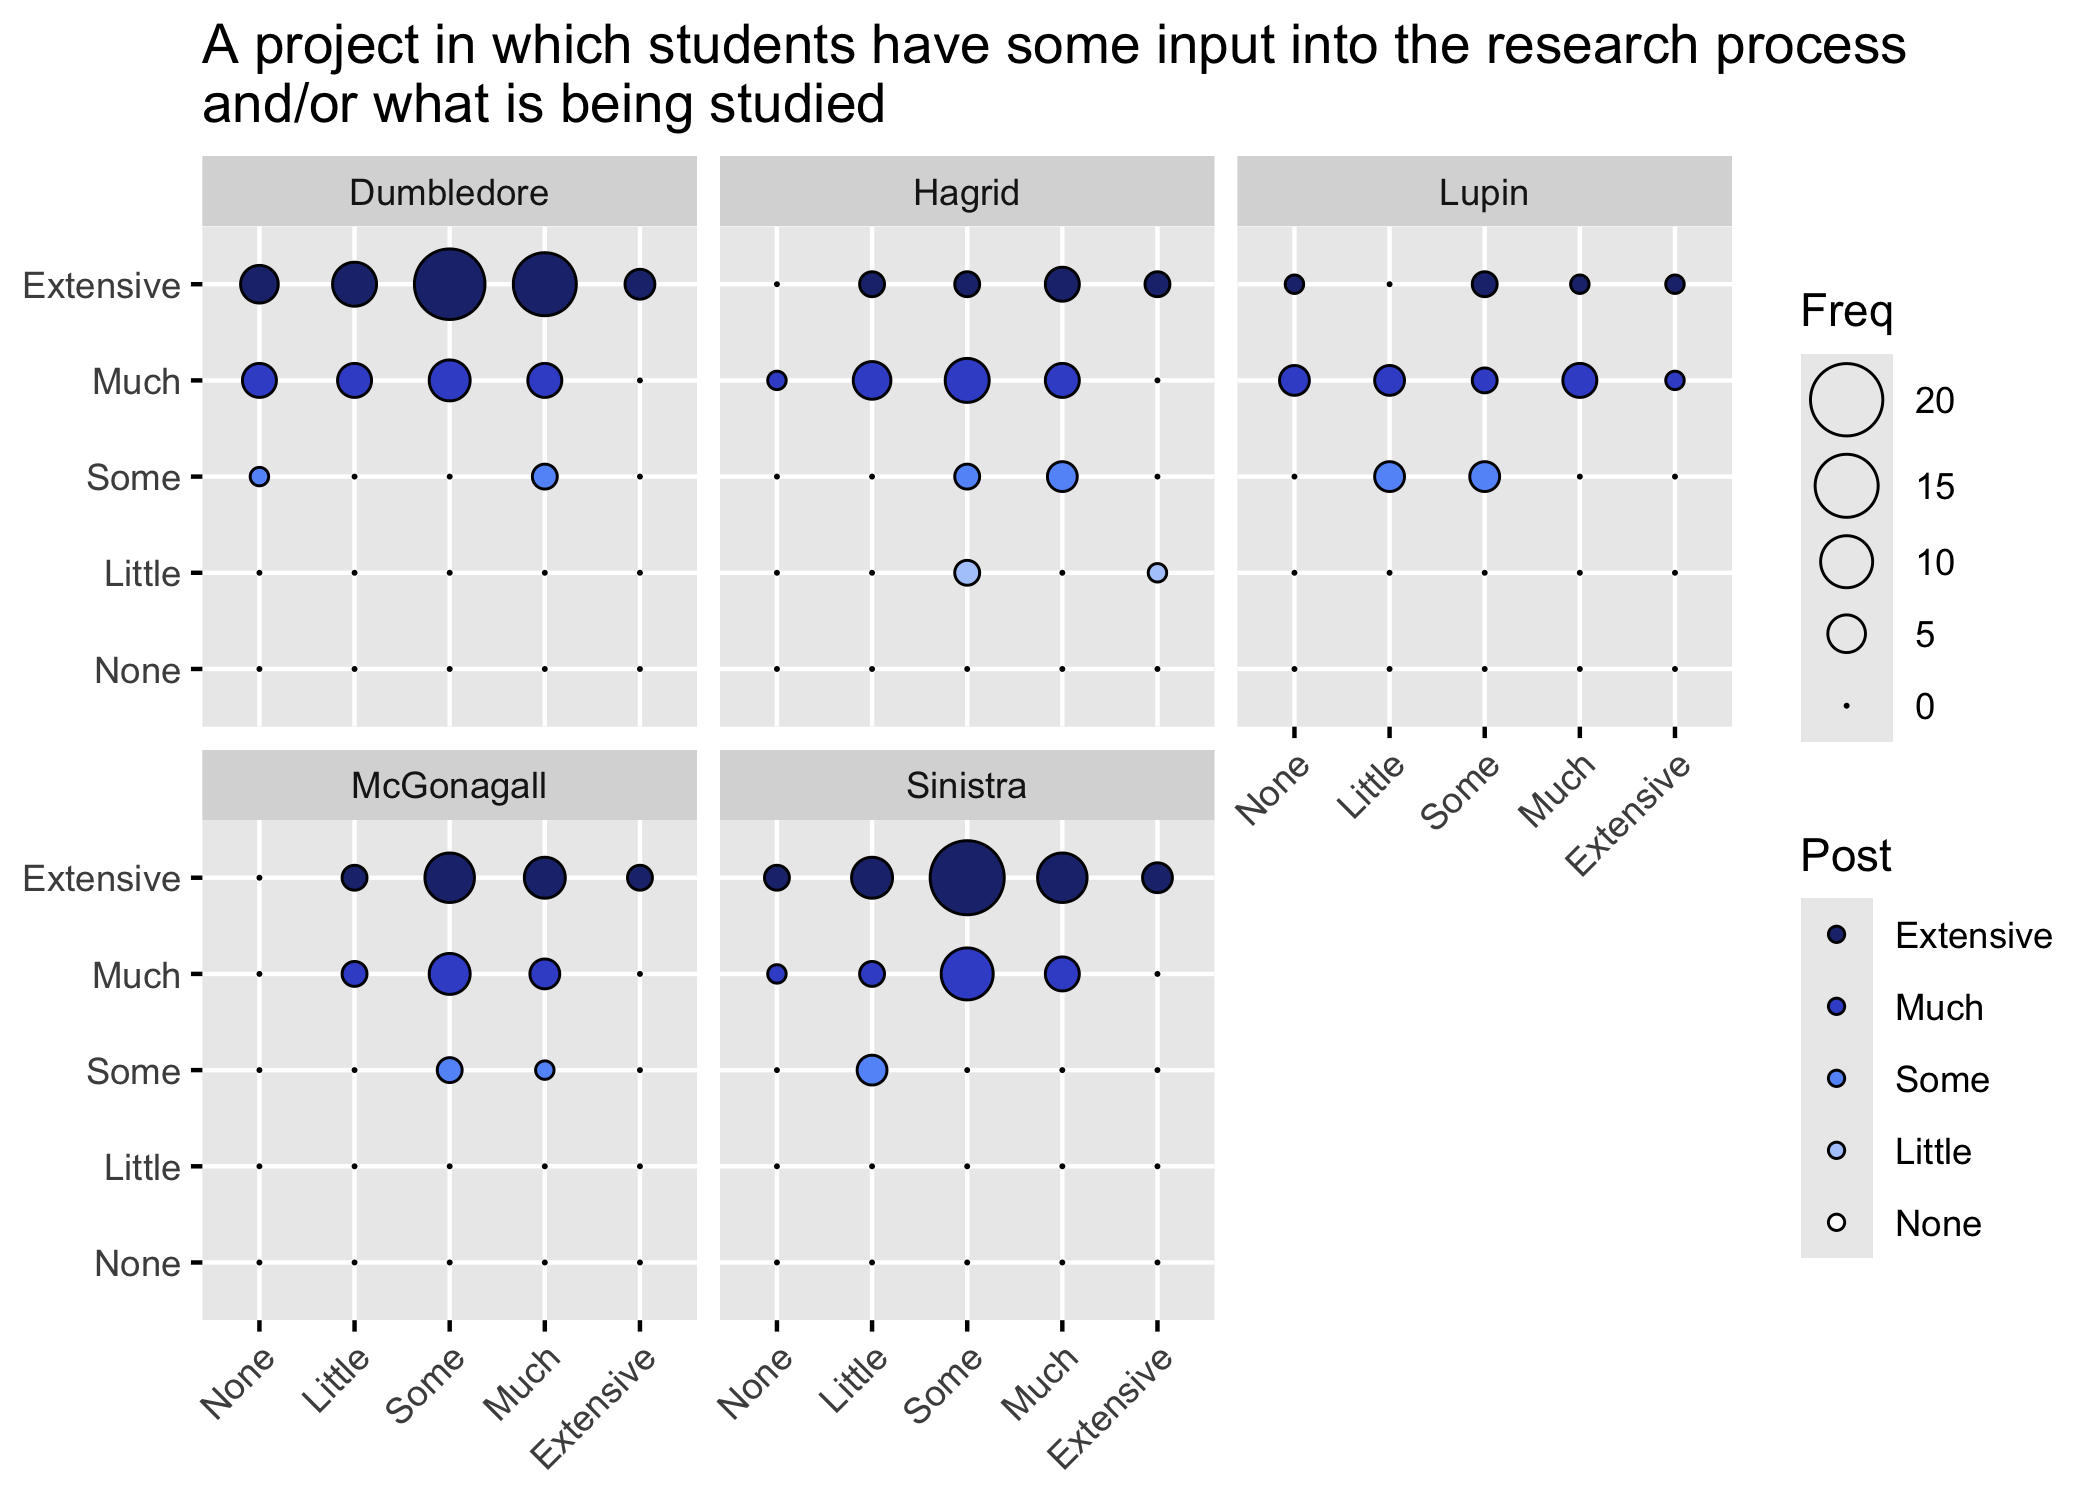 A project in which students have some input into the research process
and/or what is being studied
Dumbledore
Hagrid
Lupin
Extensive
Much
Some
Little
None
None
Little
Some
Much
Extensive
McGonagall
Sinistra
Extensive
Much
Some
Little
None
None
Little
Some
Much
Extensive
None
Little
Some
Much
Extensive
Freq
20
15
10
5
0
Post
Extensive
Much
Some
Little
None